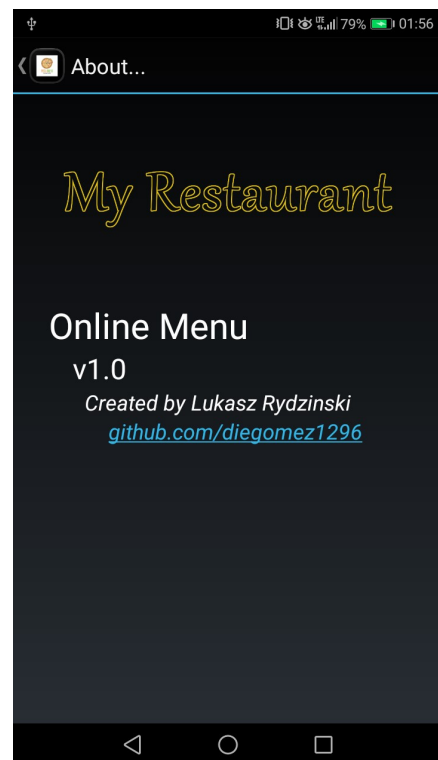 79% 01:56
About...
My Restaurant
Online Menu
v1.0
Created by Lukasz Rydzinski
github.com/diegomez1296